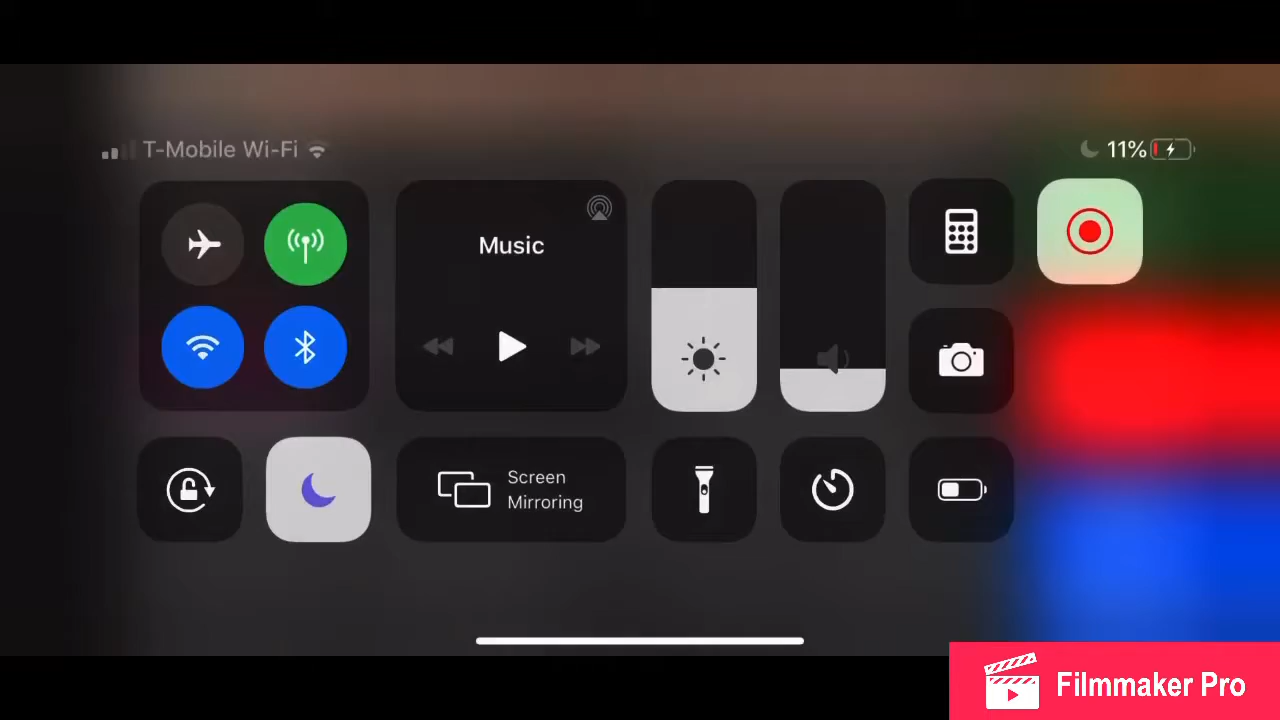 T-Mobile Wi-Fi
11%
Music
Screen
Mirroring
Filmmaker Pro